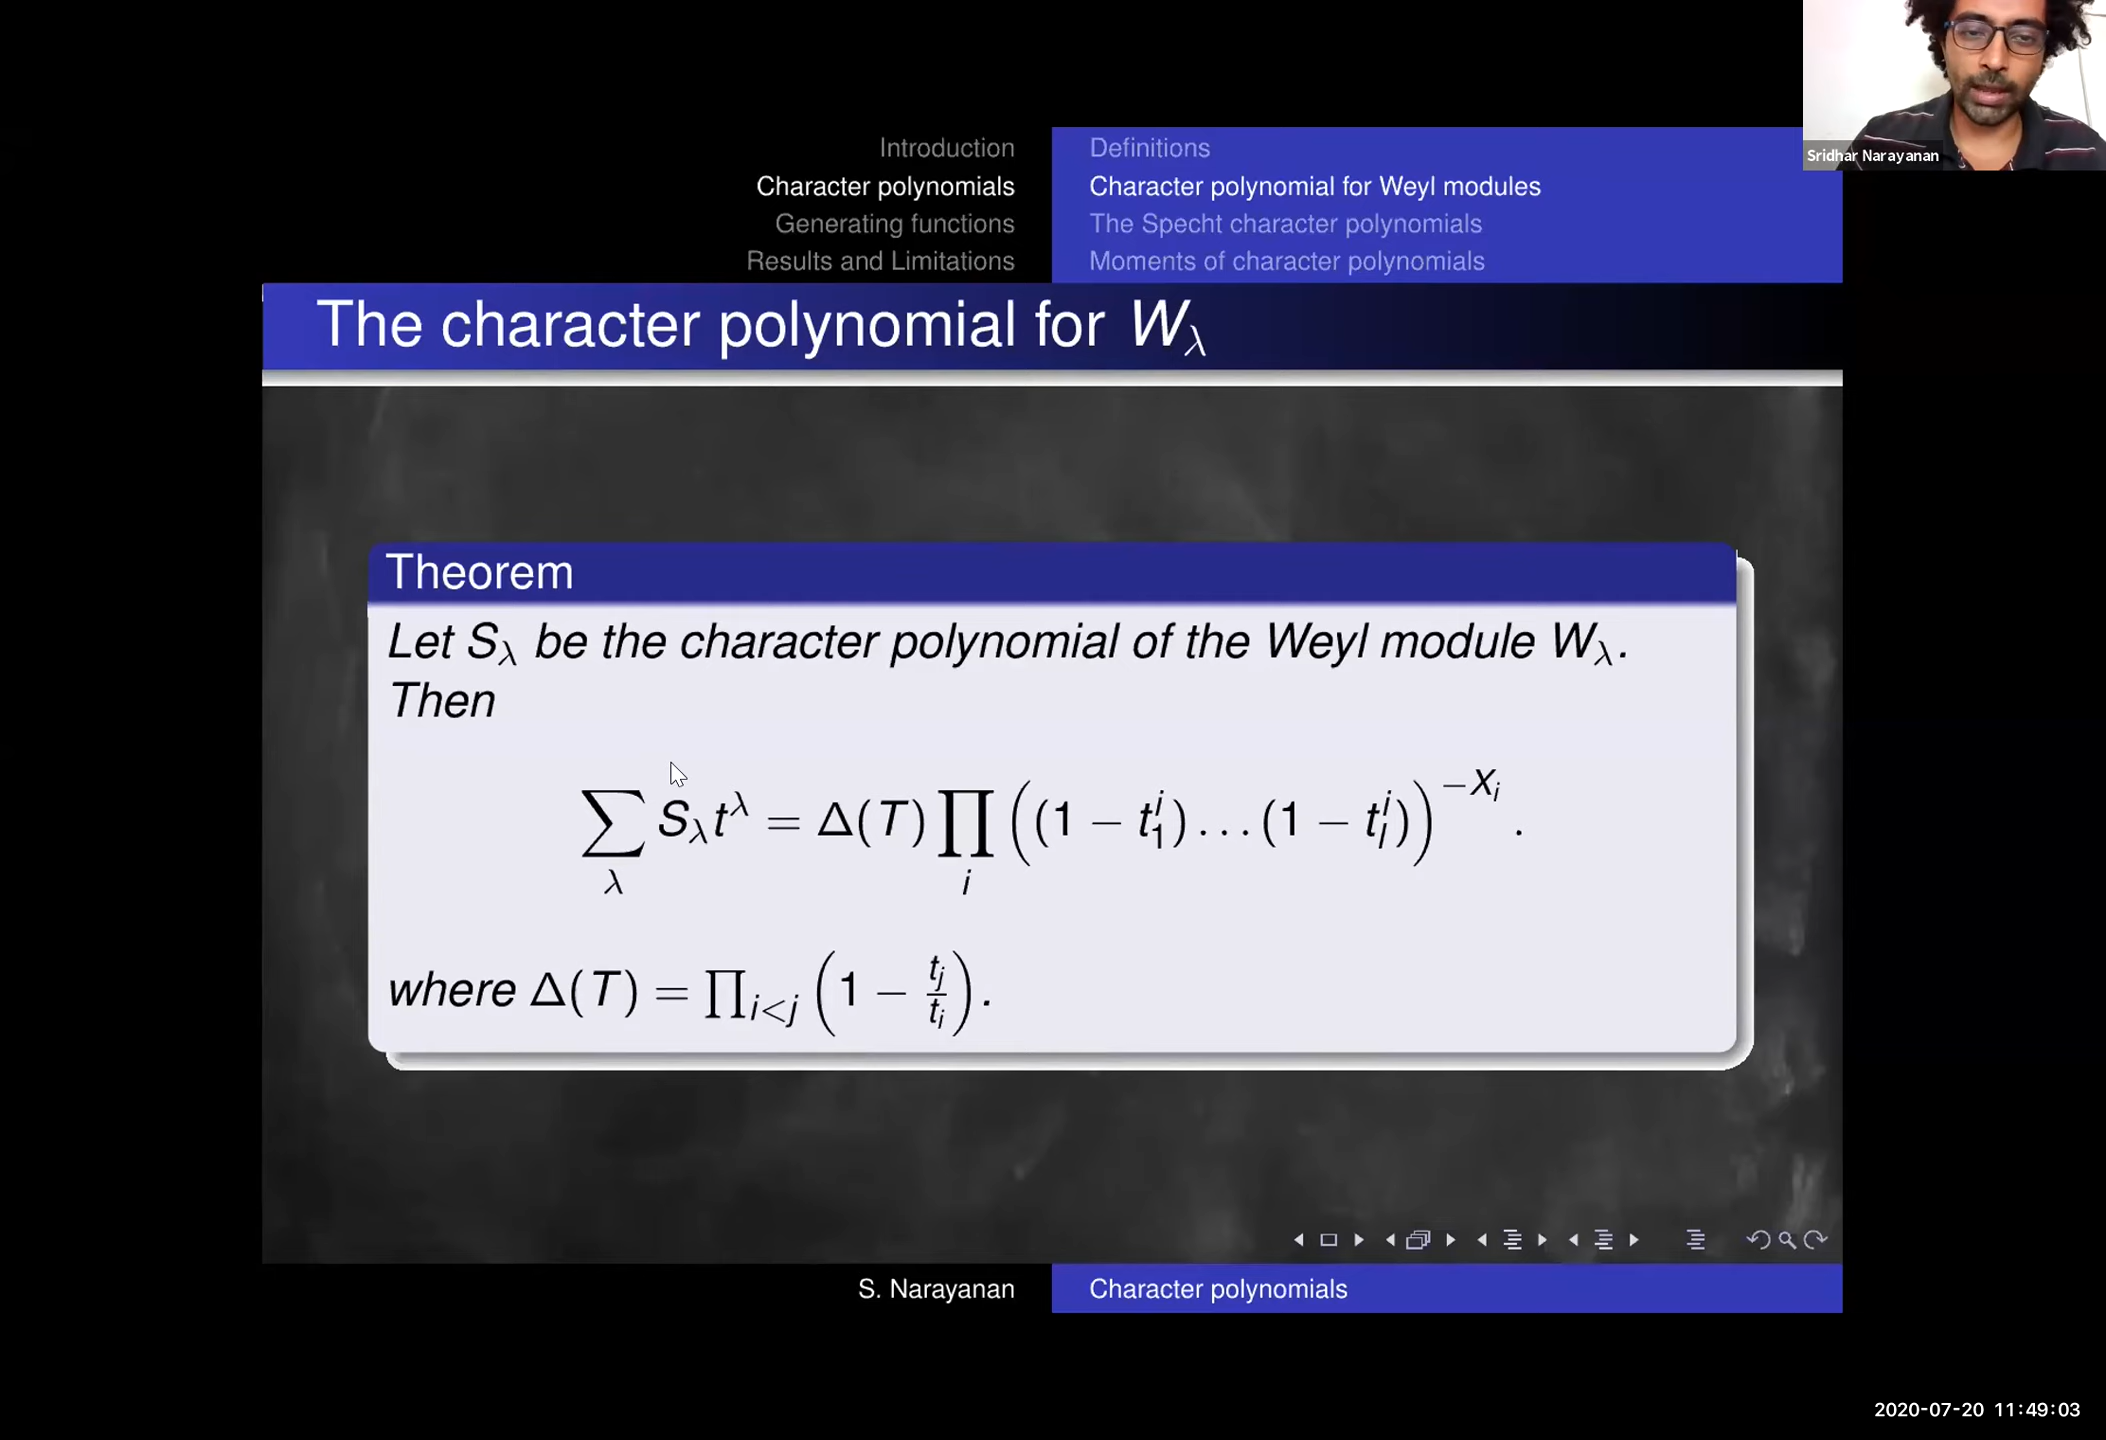 Sridhar Narayanan
Introduction
Character polynomials
Generating functions
Results and Limitations
Definitions
Character polynomial for Weyl modules
The Specht character polynomials
Moments of character polynomials
The character polynomial for W_λ
Theorem
Let S_λ be the character polynomial of the Weyl module W_λ.
Then
∑_λ S_λ t^λ = Δ(T) ∏_i ((1 − t_1^i) … (1 − t_l^i))^{−X_i} .
where Δ(T) = ∏_{i<j} (1 − t_j/t_i).
S. Narayanan
Character polynomials
2020-07-20 11:49:03